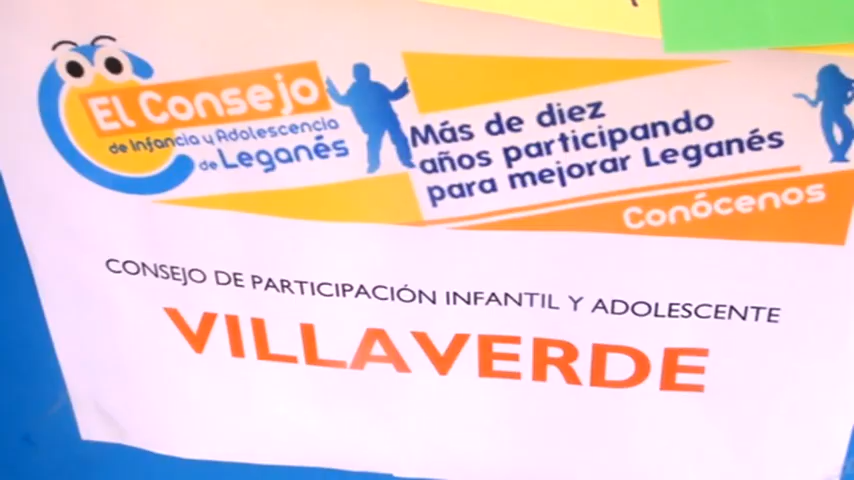 El Consejo
de Infancia y Adolescencia
de Leganés
Más de diez
años participando
para mejorar Leganés
Conócenos
CONSEJO DE PARTICIPACIÓN INFANTIL Y ADOLESCENTE
VILLAVERDE